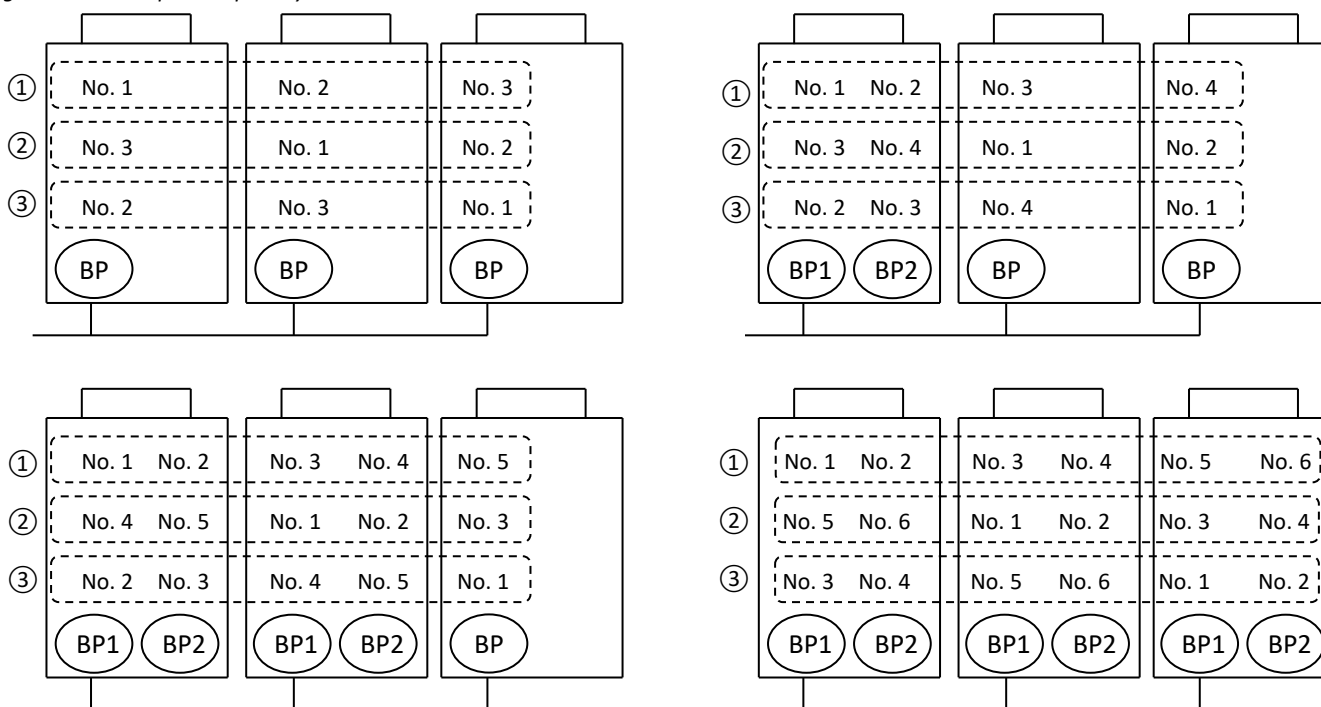 ① No. 1 No. 2 No. 3
② No. 3 No. 1 No. 2
③ No. 2 No. 3 No. 1
BP BP BP
① No. 1 No. 2 No. 3 No. 4
② No. 3 No. 4 No. 1 No. 2
③ No. 2 No. 3 No. 4 No. 1
BP1 BP2 BP BP
① No. 1 No. 2 No. 3 No. 4 No. 5
② No. 4 No. 5 No. 1 No. 2 No. 3
③ No. 2 No. 3 No. 4 No. 5 No. 1
BP1 BP2 BP1 BP2 BP
① No. 1 No. 2 No. 3 No. 4 No. 5 No. 6
② No. 5 No. 6 No. 1 No. 2 No. 3 No. 4
③ No. 3 No. 4 No. 5 No. 6 No. 1 No. 2
BP1 BP2 BP1 BP2 BP1 BP2